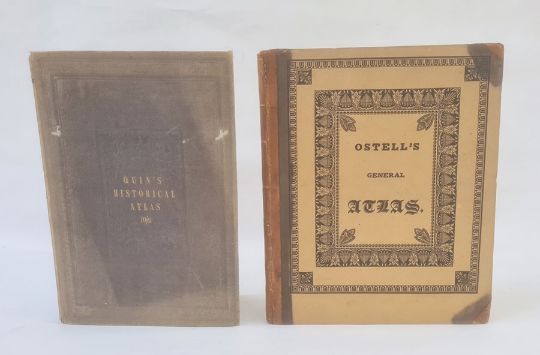 QUIN'S
HISTORICAL
ATLAS
OSTELL'S
GENERAL
ATLAS.